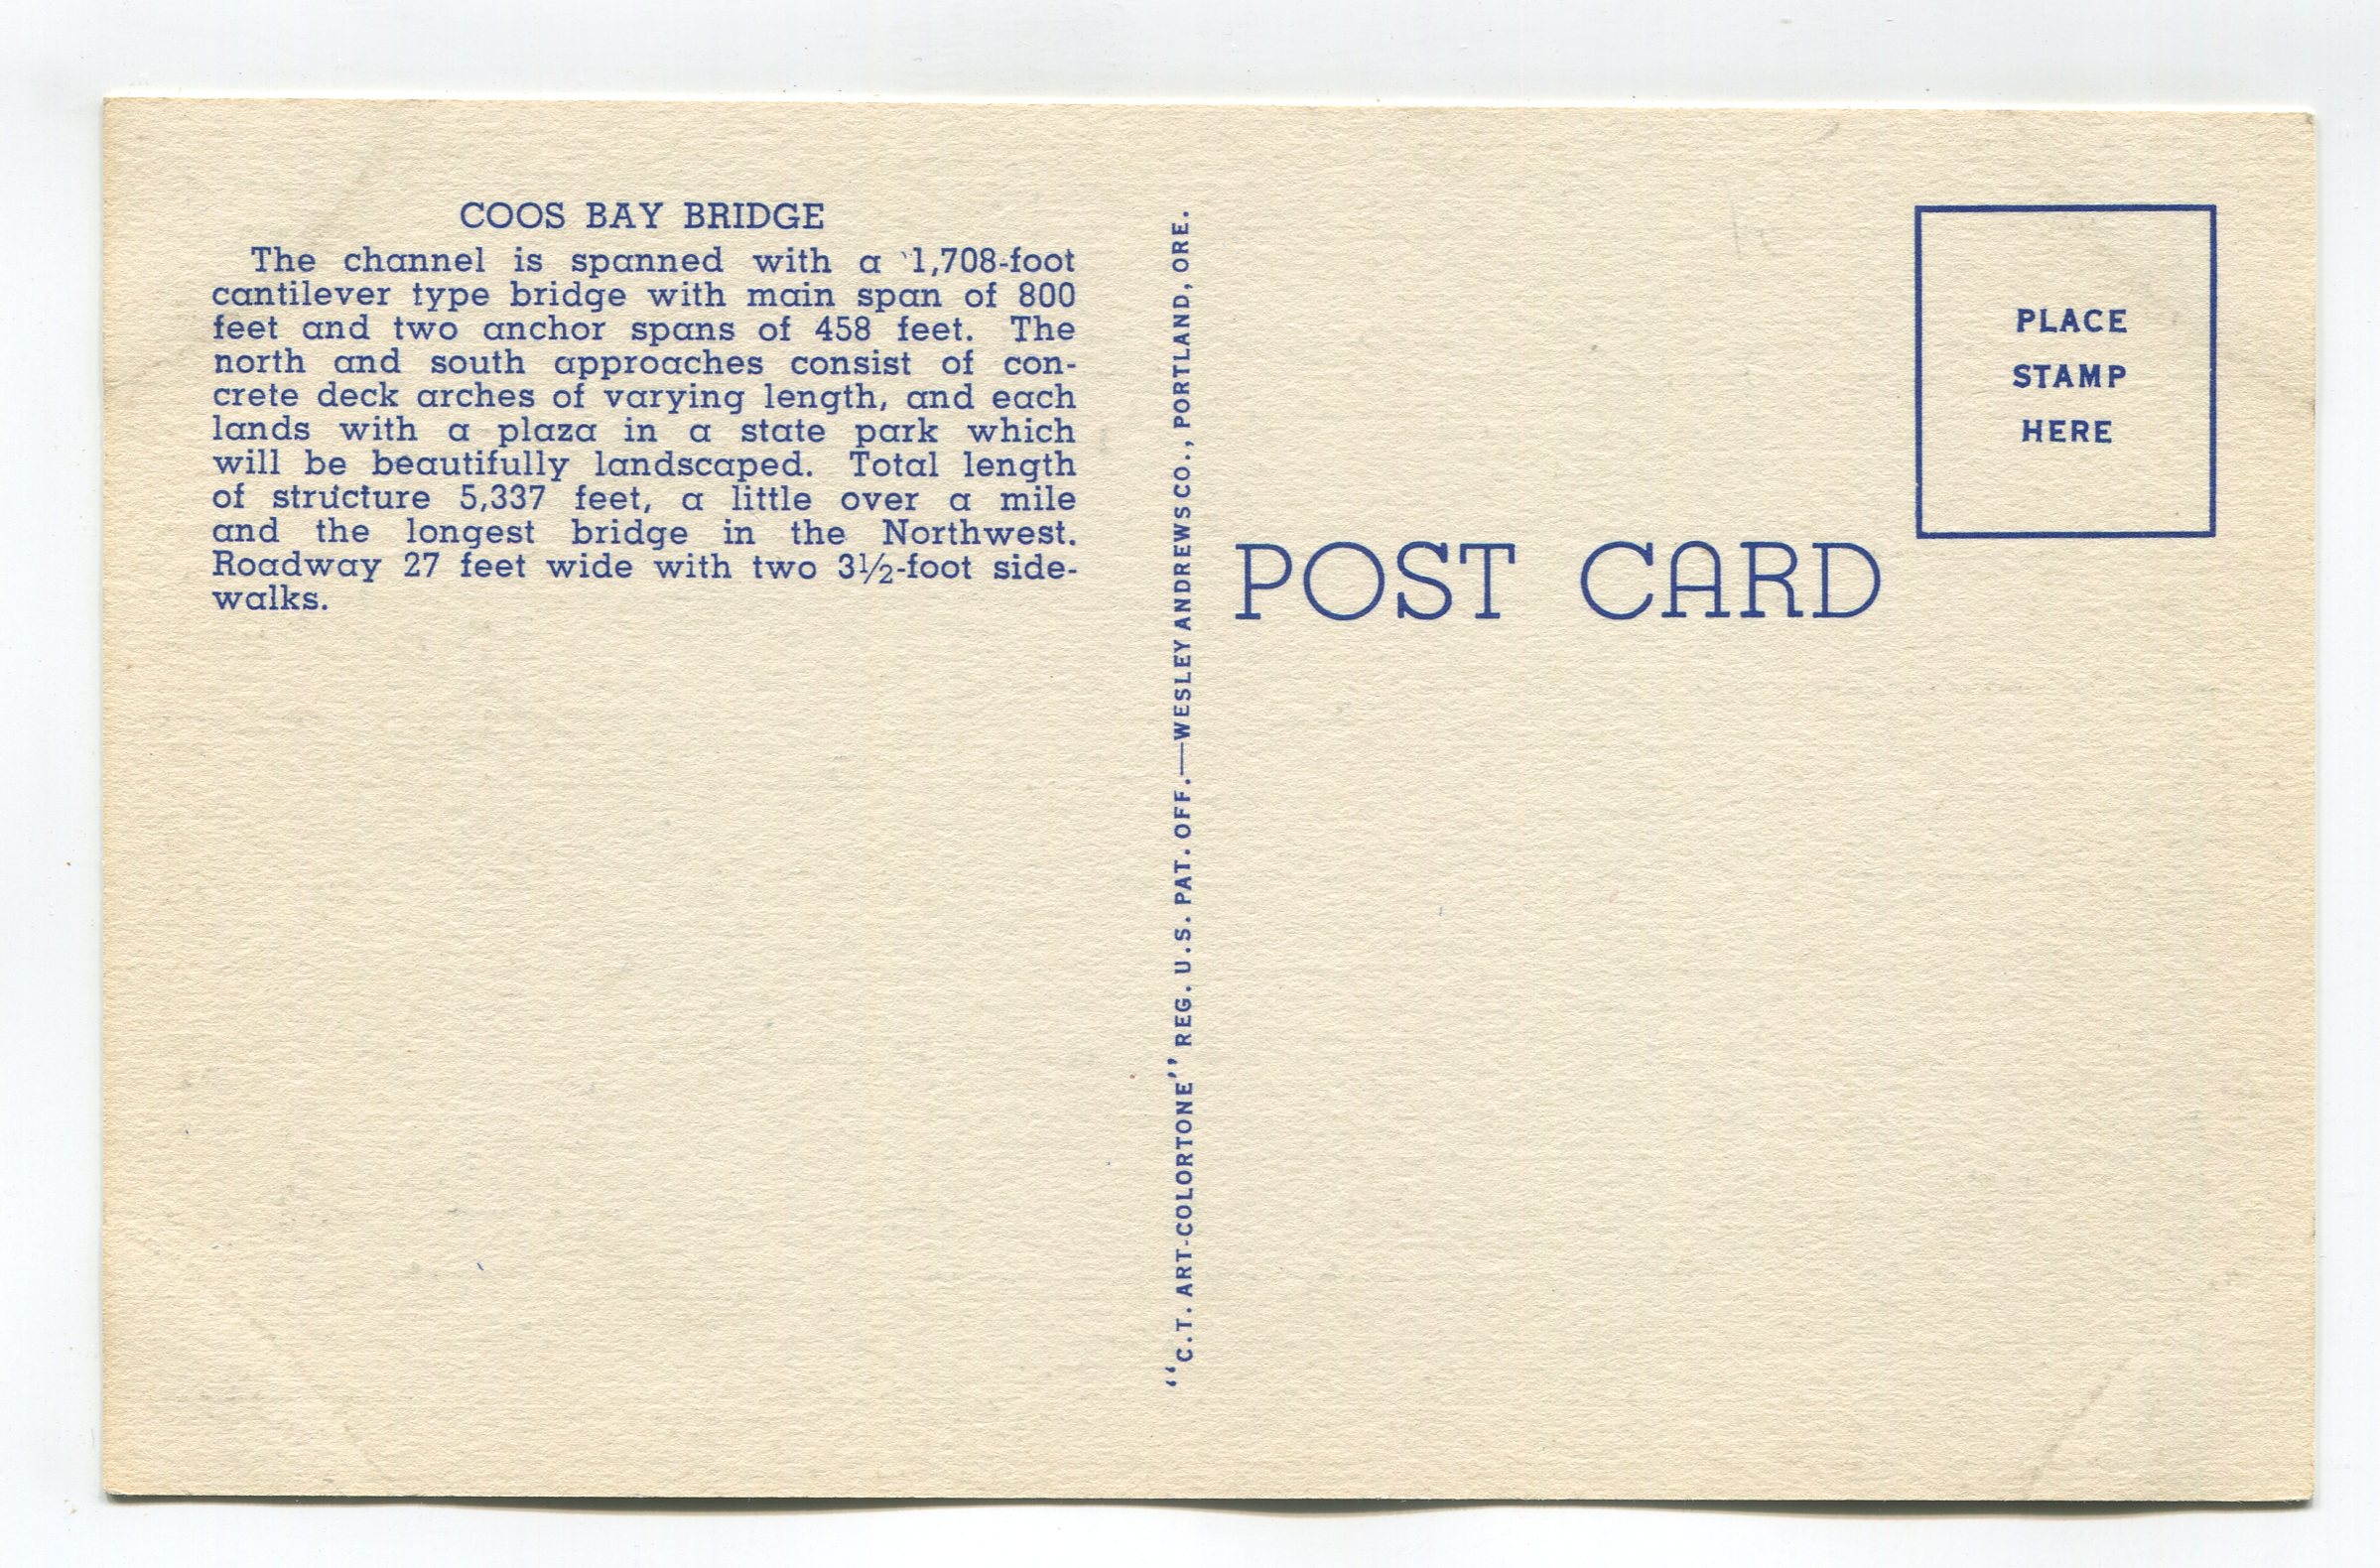 COOS BAY BRIDGE
The channel is spanned with a 1,708-foot
cantilever type bridge with main span of 800
feet and two anchor spans of 458 feet. The
north and south approaches consist of con-
crete deck arches of varying length, and each
lands with a plaza in a state park which
will be beautifully landscaped. Total length
of structure 5,337 feet, a little over a mile
and the longest bridge in the Northwest.
Roadway 27 feet wide with two 3½-foot side-
walks.
“C.T. ART-COLORTONE” REG. U.S. PAT. OFF.—WESLEY ANDREWS CO., PORTLAND, ORE.
POST CARD
PLACE
STAMP
HERE